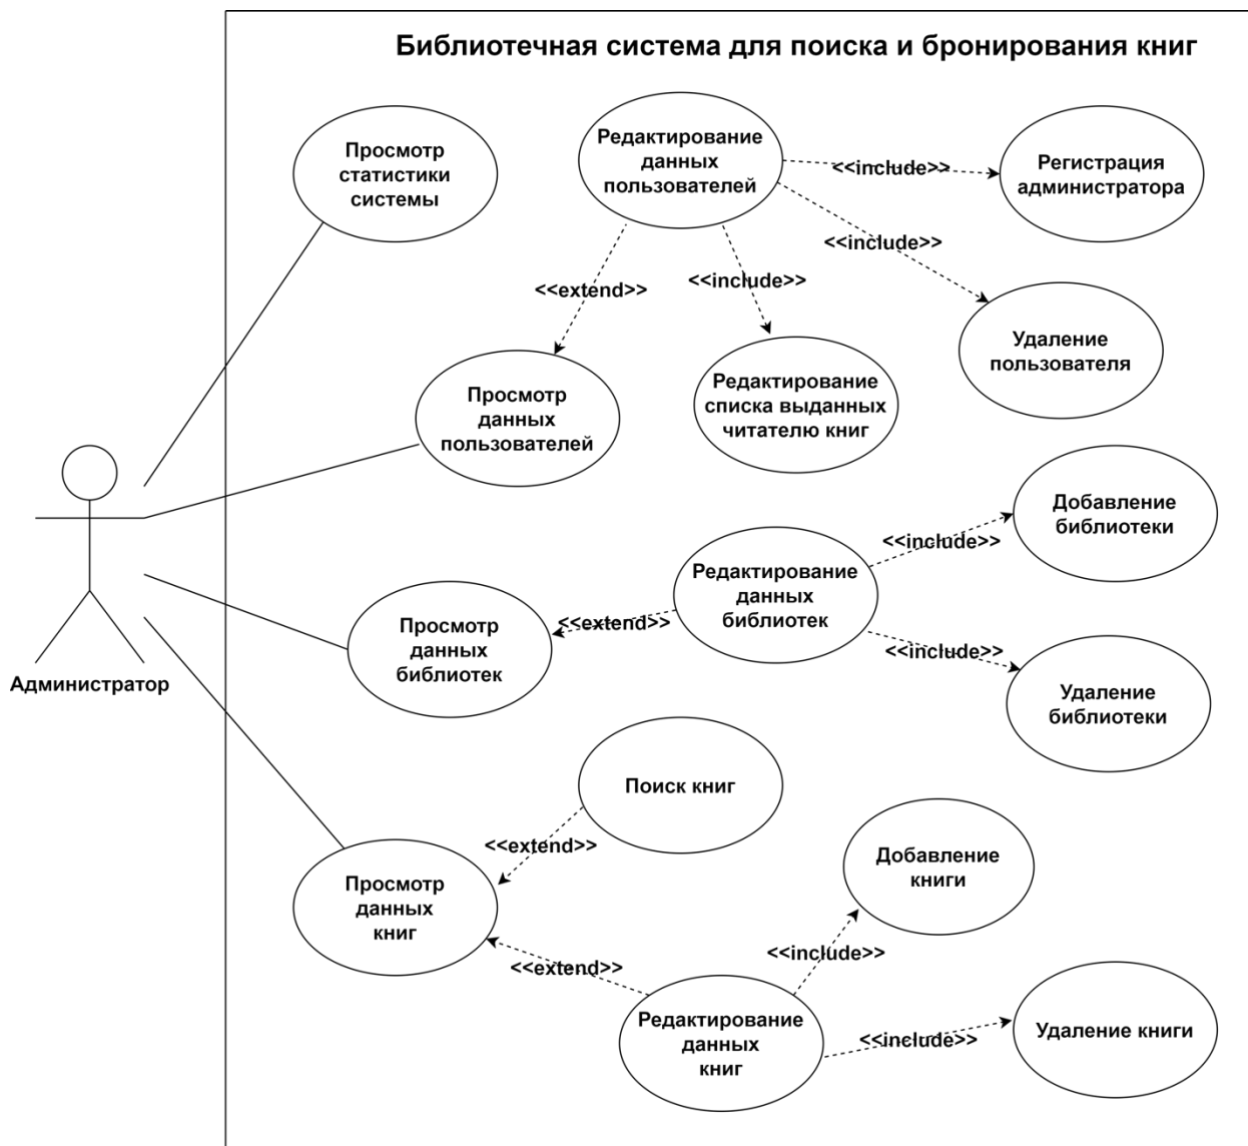 Библиотечная система для поиска и бронирования книг
Просмотр
статистики
системы
Редактирование
данных
пользователей
<<include>>
Регистрация
администратора
<<include>>
<<extend>>
<<include>>
Удаление
пользователя
Просмотр
данных
пользователей
Редактирование
списка выданных
читателю книг
Администратор
Добавление
библиотеки
<<include>>
Редактирование
данных
библиотек
<<extend>>
Просмотр
данных
библиотек
<<include>>
Удаление
библиотеки
Поиск книг
<<extend>>
Добавление
книги
Просмотр
данных
книг
<<include>>
<<extend>>
Редактирование
данных
книг
<<include>>
Удаление книги